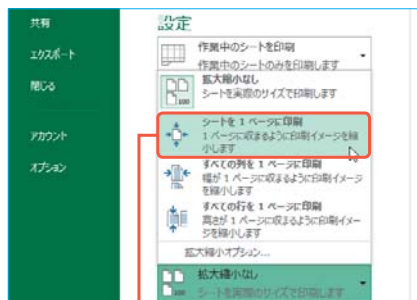 共有
エクスポート
閉じる
アカウント
オプション
設定
作業中のシートを印刷
作業中のシートのみを印刷します
拡大縮小なし
シートを実際のサイズで印刷します
シートを 1 ページに印刷
1 ページに収まるように印刷イメージを縮
小します
すべての列を 1 ページに印刷
幅が 1 ページに収まるように印刷イメージ
を縮小します
すべての行を 1 ページに印刷
高さが 1 ページに収まるように印刷イメー
ジを縮小します
拡大縮小オプション...
拡大縮小なし
シートを実際のサイズで印刷します